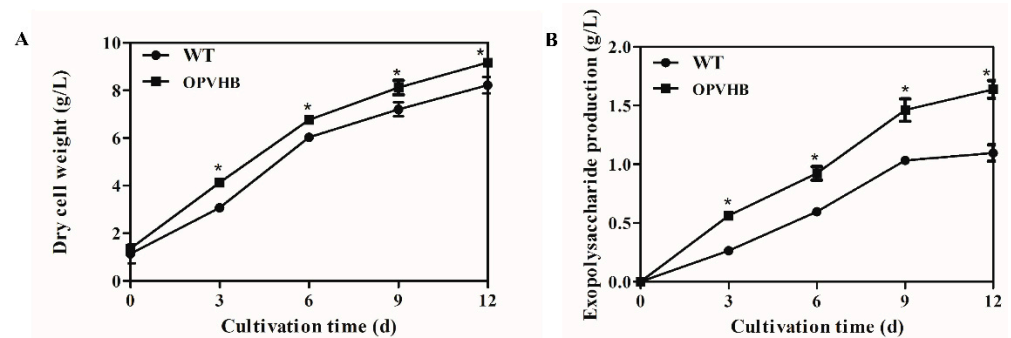 A
Dry cell weight (g/L)
10
8
6
4
2
0
WT
OPVHB
*
*
*
*
0 3 6 9 12
Cultivation time (d)
B
Exopolysaccharide production (g/L)
2.0
1.5
1.0
0.5
0.0
WT
OPVHB
*
*
*
*
0 3 6 9 12
Cultivation time (d)